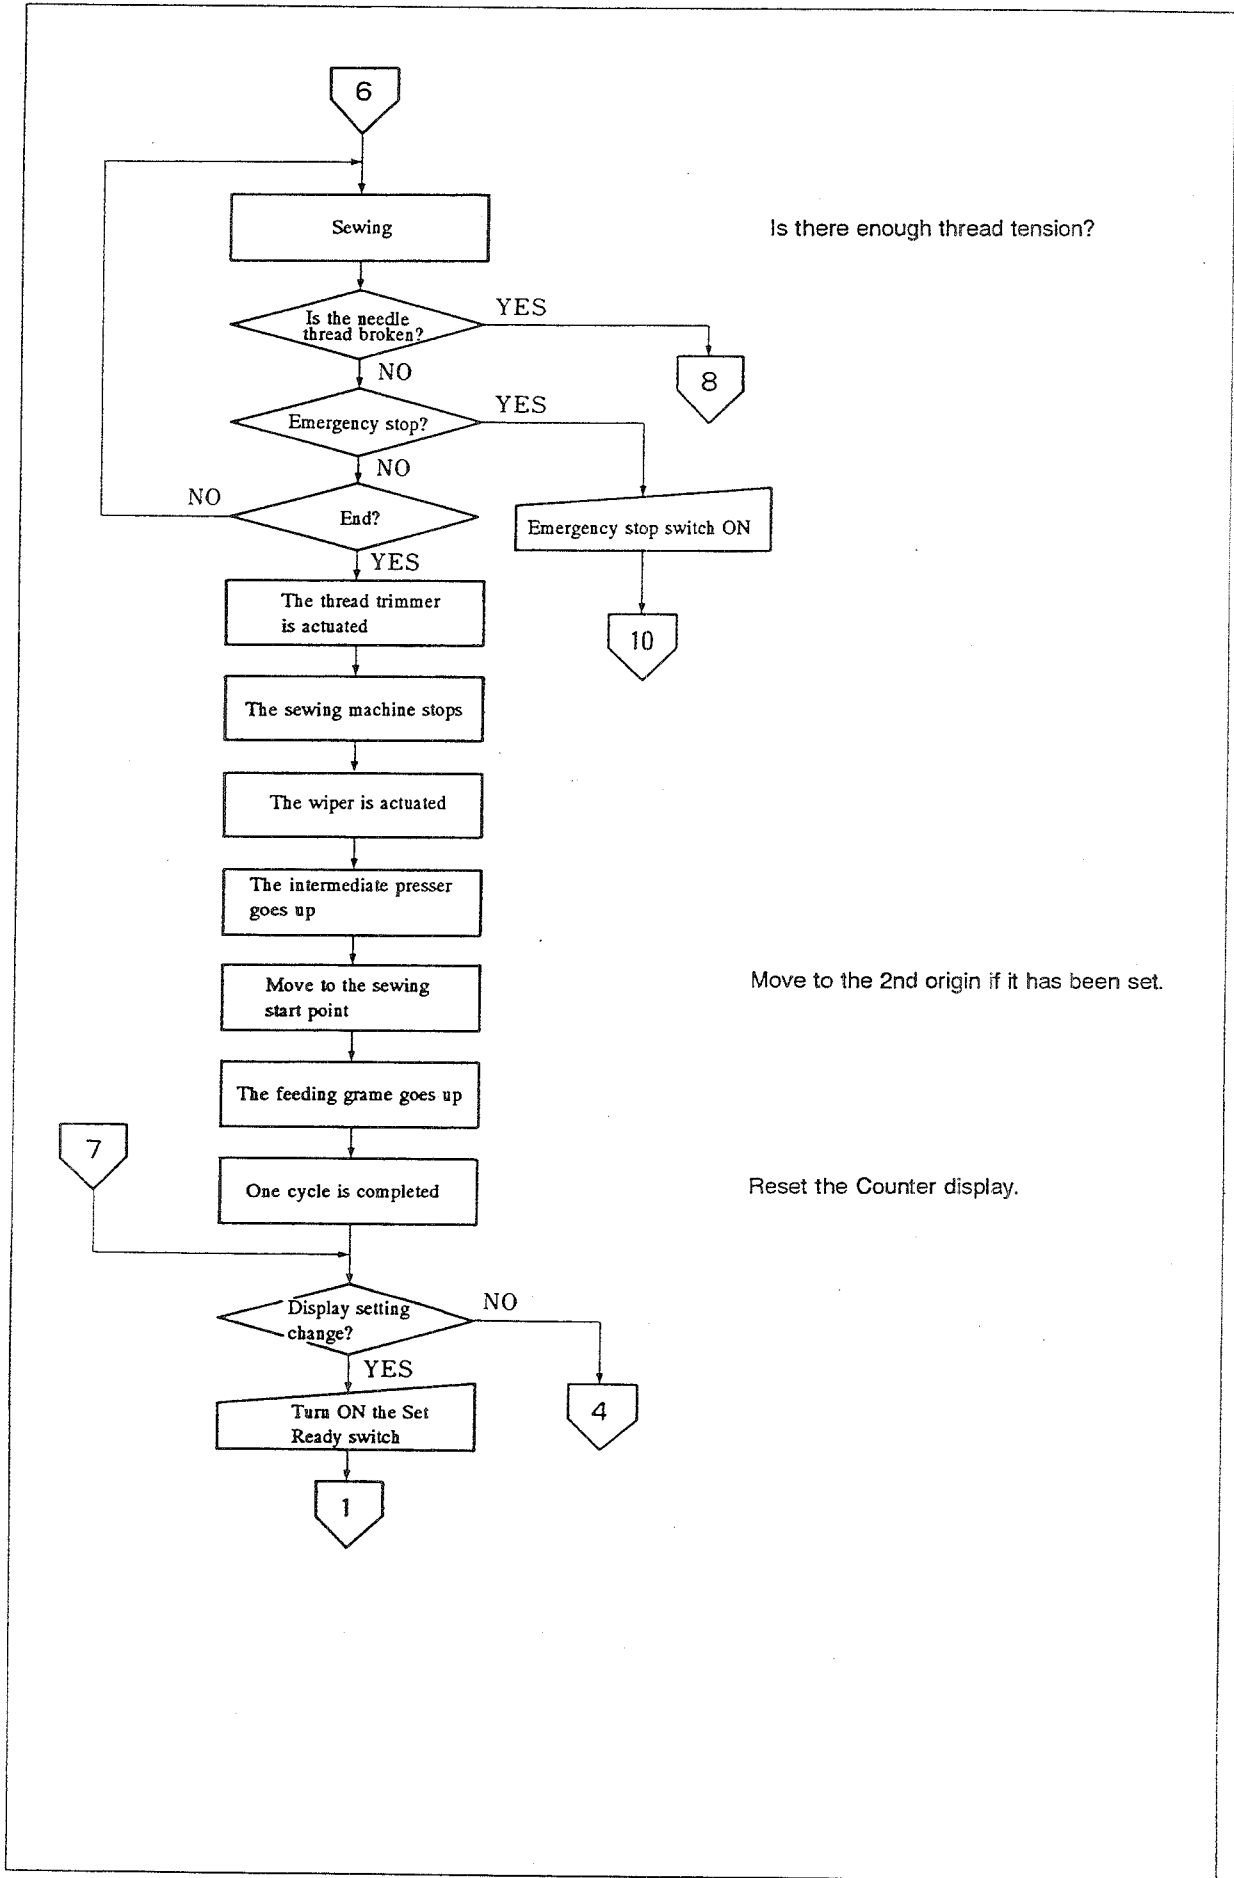 6
Sewing
Is there enough thread tension?
Is the needle
thread broken?
YES
8
NO
Emergency stop?
YES
NO
NO
End?
Emergency stop switch ON
YES
10
The thread trimmer
is actuated
The sewing machine stops
The wiper is actuated
The intermediate presser
goes up
Move to the sewing
start point
Move to the 2nd origin if it has been set.
The feeding grame goes up
7
One cycle is completed
Reset the Counter display.
Display setting
change?
NO
YES
4
Turn ON the Set
Ready switch
1